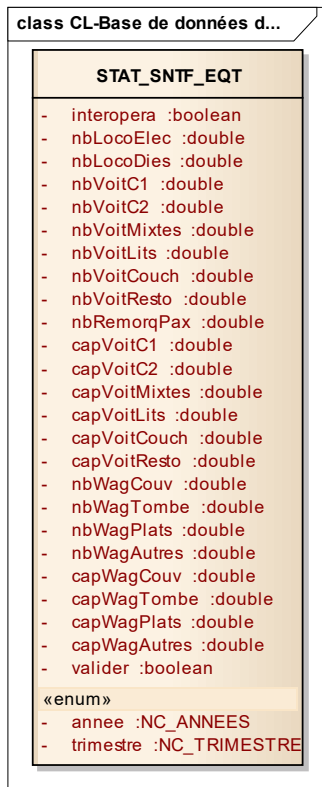 class CL-Base de données d...
STAT_SNTF_EQT
- interopera :boolean
- nbLocoElec :double
- nbLocoDies :double
- nbVoitC1 :double
- nbVoitC2 :double
- nbVoitMixtes :double
- nbVoitLits :double
- nbVoitCouch :double
- nbVoitResto :double
- nbRemorqPax :double
- capVoitC1 :double
- capVoitC2 :double
- capVoitMixtes :double
- capVoitLits :double
- capVoitCouch :double
- capVoitResto :double
- nbWagCouv :double
- nbWagTombe :double
- nbWagPlats :double
- nbWagAutres :double
- capWagCouv :double
- capWagTombe :double
- capWagPlats :double
- capWagAutres :double
- valider :boolean
«enum»
- annee :NC_ANNEES
- trimestre :NC_TRIMESTRE